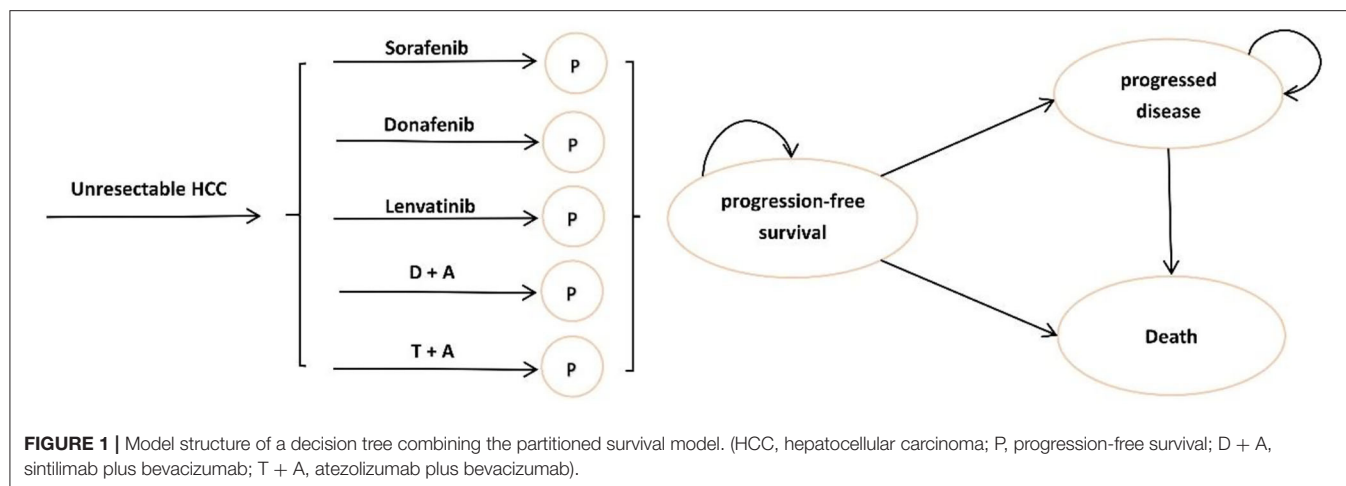 Unresectable HCC
Sorafenib
P
Donafenib
P
Lenvatinib
P
D + A
P
T + A
P
progression-free
survival
progressed
disease
Death
FIGURE 1 | Model structure of a decision tree combining the partitioned survival model. (HCC, hepatocellular carcinoma; P, progression-free survival; D + A,
sintilimab plus bevacizumab; T + A, atezolizumab plus bevacizumab).